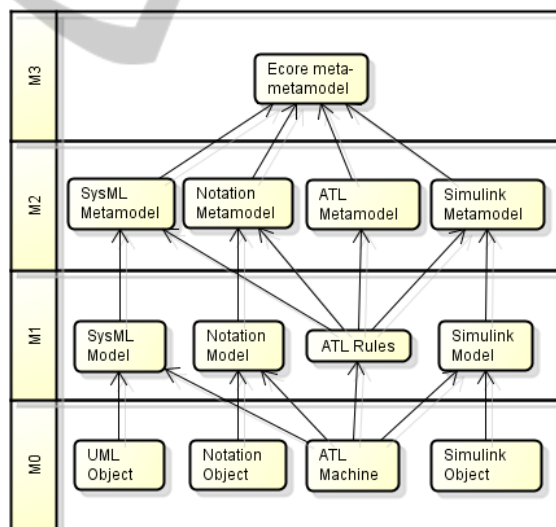 M3
Ecore meta-
metamodel
M2
SysML
Metamodel
Notation
Metamodel
ATL
Metamodel
Simulink
Metamodel
M1
SysML
Model
Notation
Model
ATL Rules
Simulink
Model
M0
UML
Object
Notation
Object
ATL
Machine
Simulink
Object